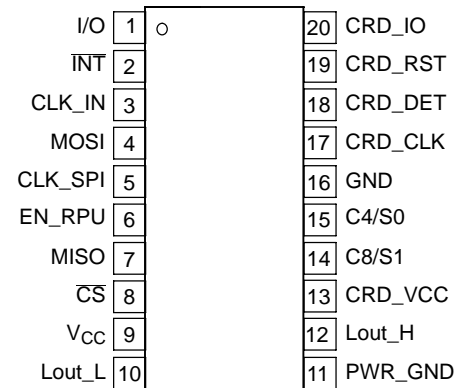 I/O 1 20 CRD_IO
INT 2 19 CRD_RST
CLK_IN 3 18 CRD_DET
MOSI 4 17 CRD_CLK
CLK_SPI 5 16 GND
EN_RPU 6 15 C4/S0
MISO 7 14 C8/S1
CS 8 13 CRD_VCC
VCC 9 12 Lout_H
Lout_L 10 11 PWR_GND